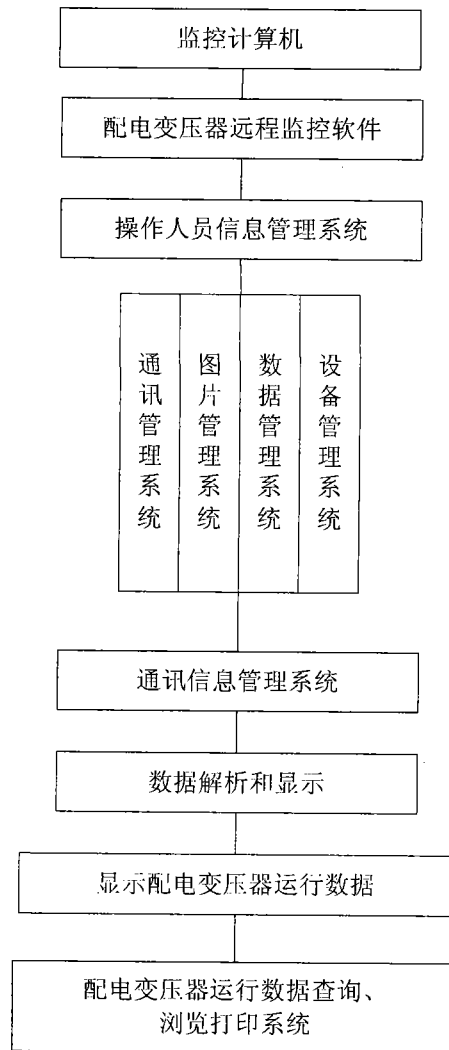 监控计算机
配电变压器远程监控软件
操作人员信息管理系统
通讯管理系统
图片管理系统
数据管理系统
设备管理系统
通讯信息管理系统
数据解析和显示
显示配电变压器运行数据
配电变压器运行数据查询、
浏览打印系统